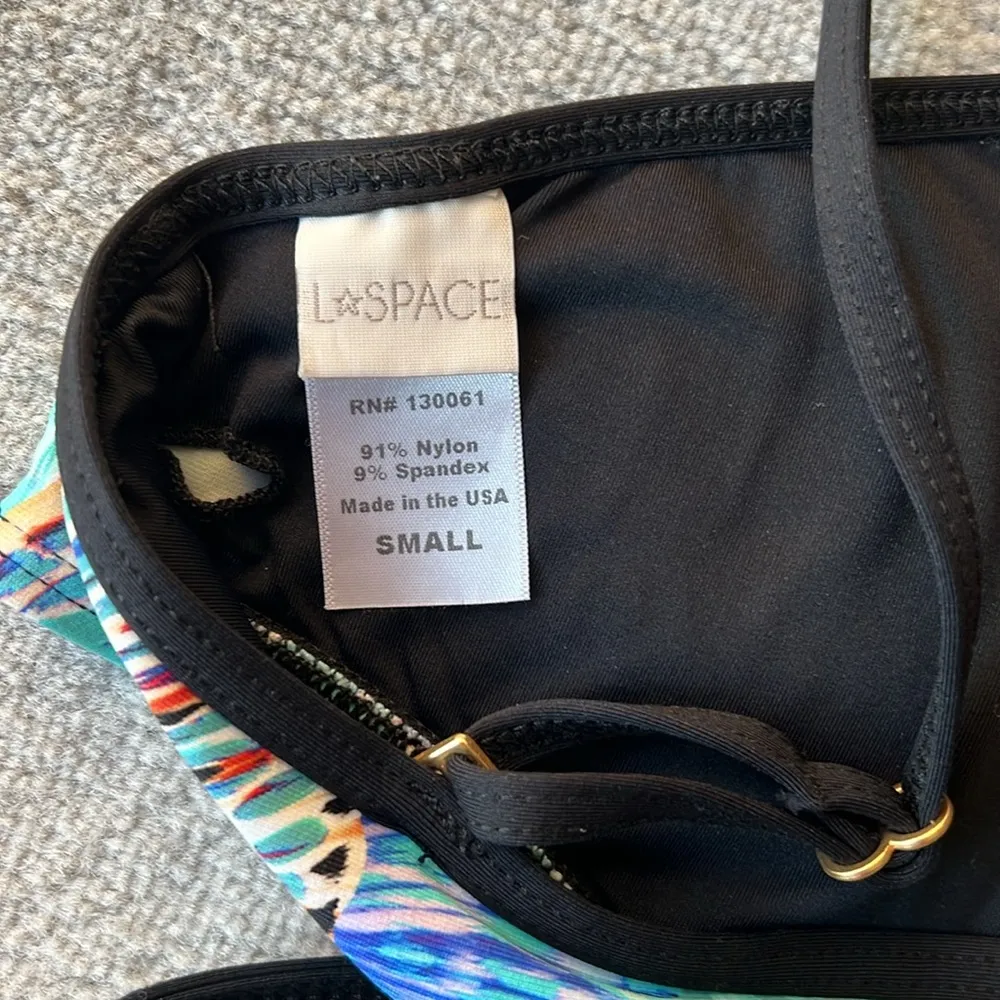 L☆SPACE
RN# 130061
91% Nylon
9% Spandex
Made in the USA
SMALL